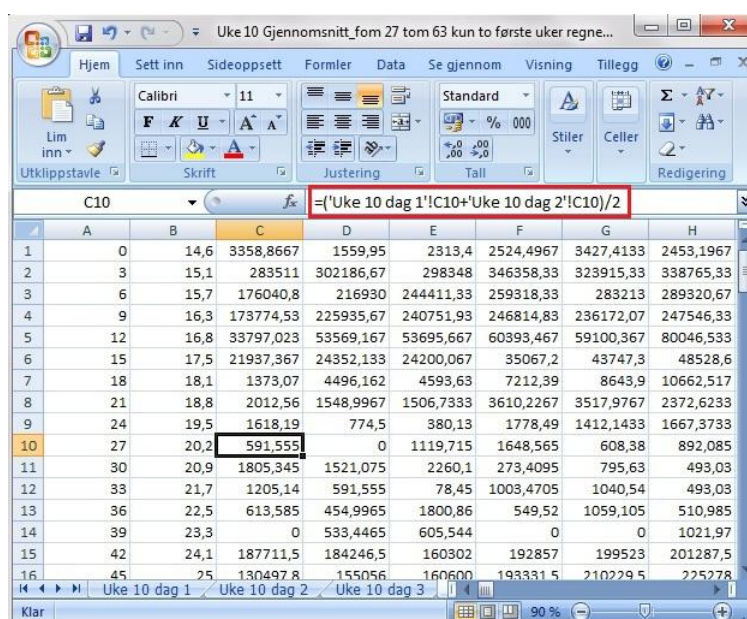 Uke 10 Gjennomsnitt_fom 27 tom 63 kun to første uker regne...
Hjem Sett inn Sideoppsett Formler Data Se gjennom Visning Tillegg
Lim inn
Calibri 11
F K U A A
Standard
% 000
Stiler
Celler
Utklippstavle Skrift Justering Tall Redigering
C10 fx =('Uke 10 dag 1'!C10+'Uke 10 dag 2'!C10)/2
A B C D E F G H
1 0 14,6 3358,8667 1559,95 2313,4 2524,4967 3427,4133 2453,1967
2 3 15,1 283511 302186,67 298348 346358,33 323915,33 338765,33
3 6 15,7 176040,8 216930 244411,33 259318,33 283213 289320,67
4 9 16,3 173774,53 225935,67 240751,93 246814,83 236172,07 247546,33
5 12 16,8 33797,023 53569,167 53695,667 60393,467 59100,367 80046,533
6 15 17,5 21937,367 24352,133 24200,067 35067,2 43747,3 48528,6
7 18 18,1 1373,07 4496,162 4593,63 7212,39 8643,9 10662,517
8 21 18,8 2012,56 1548,9967 1506,7333 3610,2267 3517,9767 2372,6233
9 24 19,5 1618,19 774,5 380,13 1778,49 1412,1433 1667,3733
10 27 20,2 591,555 0 1119,715 1648,565 608,38 892,085
11 30 20,9 1805,345 1521,075 2260,1 273,4095 795,63 493,03
12 33 21,7 1205,14 591,555 78,45 1003,4705 1040,54 493,03
13 36 22,5 613,585 454,9965 1800,86 549,52 1059,105 510,985
14 39 23,3 0 533,4465 605,544 0 0 1021,97
15 42 24,1 187711,5 184246,5 160302 192857 199523 201287,5
16 45 25 130497,8 155056 160600 193331,5 210229,5 225278
Uke 10 dag 1 Uke 10 dag 2 Uke 10 dag 3
Klar 90 %